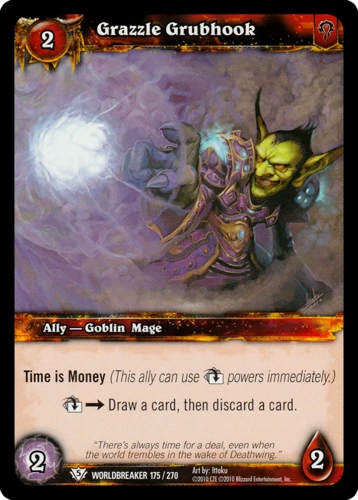 2
Grazzle Grubhook
Ally — Goblin Mage
Time is Money (This ally can use powers immediately.)
Draw a card, then discard a card.
"There's always time for a deal, even when
the world trembles in the wake of Deathwing."
2
5 WORLDBREAKER 175 / 270
Art by: Ittoku
©2010 CZE ©2010 Blizzard Entertainment, Inc.
2